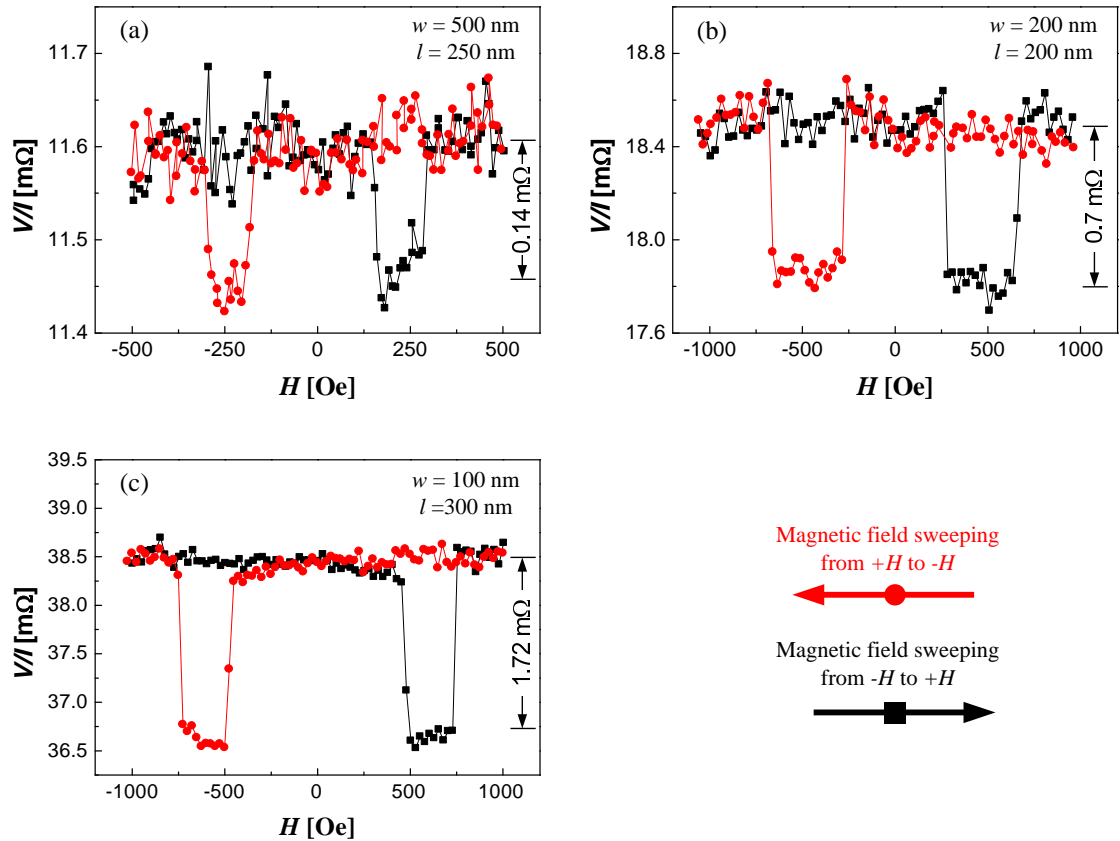 (a)
w = 500 nm
l = 250 nm
11.7
11.6
11.5
11.4
V/I [mΩ]
0.14 mΩ
-500
-250
0
250
500
H [Oe]
(b)
w = 200 nm
l = 200 nm
18.8
18.4
18.0
17.6
V/I [mΩ]
0.7 mΩ
-1000
-500
0
500
1000
H [Oe]
(c)
w = 100 nm
l =300 nm
39.5
39.0
38.5
38.0
37.5
37.0
36.5
V/I [mΩ]
1.72 mΩ
-1000
-500
0
500
1000
H [Oe]
Magnetic field sweeping
from +H to -H
Magnetic field sweeping
from -H to +H